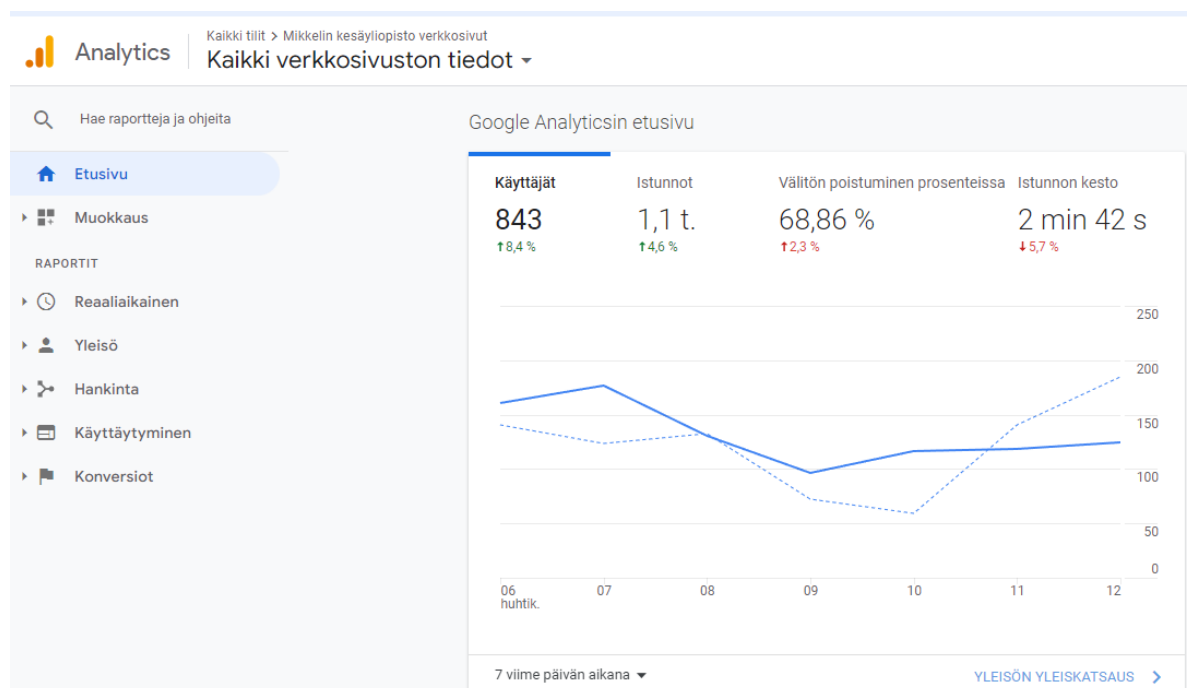 Analytics
Kaikki tilit > Mikkelin kesäyliopisto verkkosivut
Kaikki verkkosivuston tiedot
Hae raportteja ja ohjeita
Etusivu
Muokkaus
RAPORTIT
Reaaliaikainen
Yleisö
Hankinta
Käyttäytyminen
Konversiot
Google Analyticsin etusivu
Käyttäjät
843
↑8,4 %
Istunnot
1,1 t.
↑4,6 %
Välitön poistuminen prosenteissa
68,86 %
↑2,3 %
Istunnon kesto
2 min 42 s
↓5,7 %
250
200
150
100
50
0
06 07 08 09 10 11 12
huhtik.
7 viime päivän aikana
YLEISÖN YLEISKATSAUS